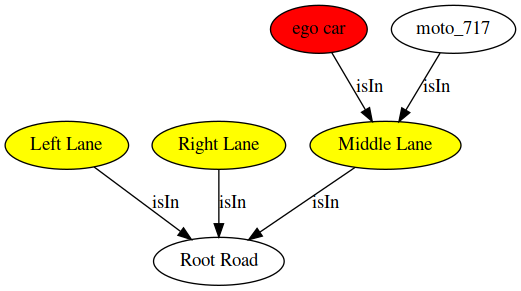 ego car
moto_717
isIn
isIn
Left Lane
Right Lane
Middle Lane
isIn
isIn
isIn
Root Road